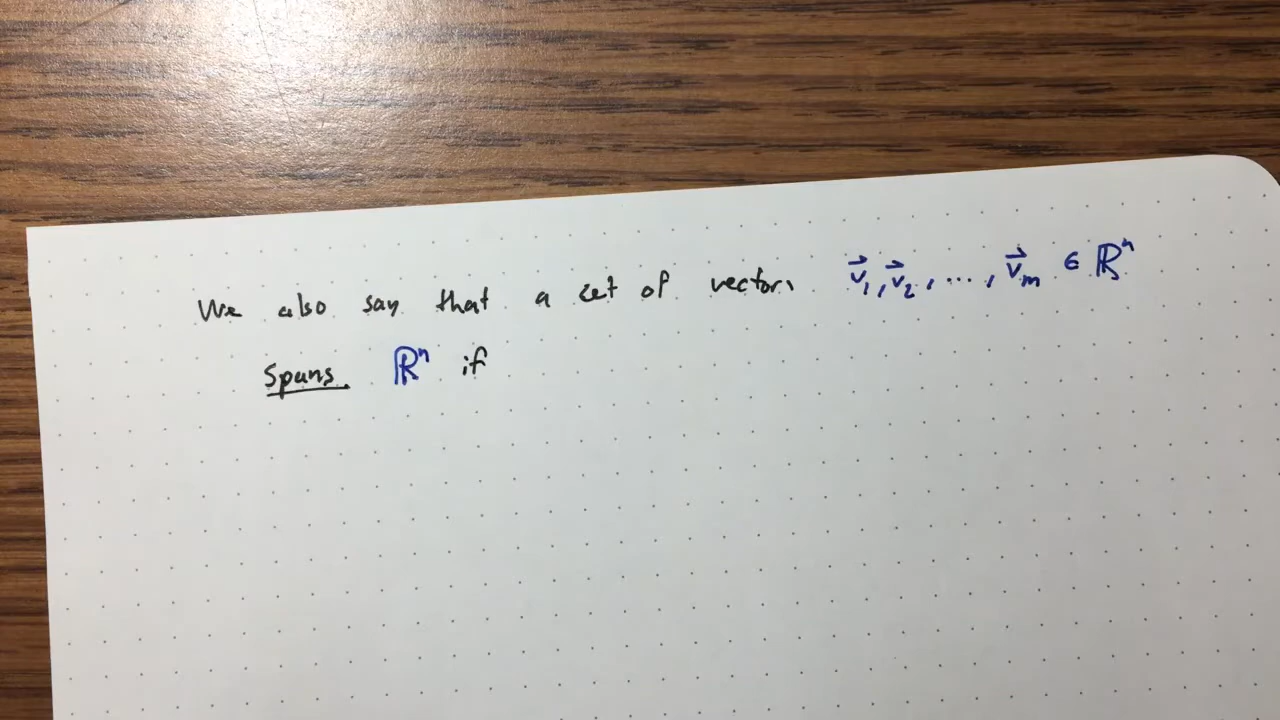 We also say that a set of vectors v⃗₁, v⃗₂, ..., v⃗ₘ ∈ ℝⁿ
spans ℝⁿ if